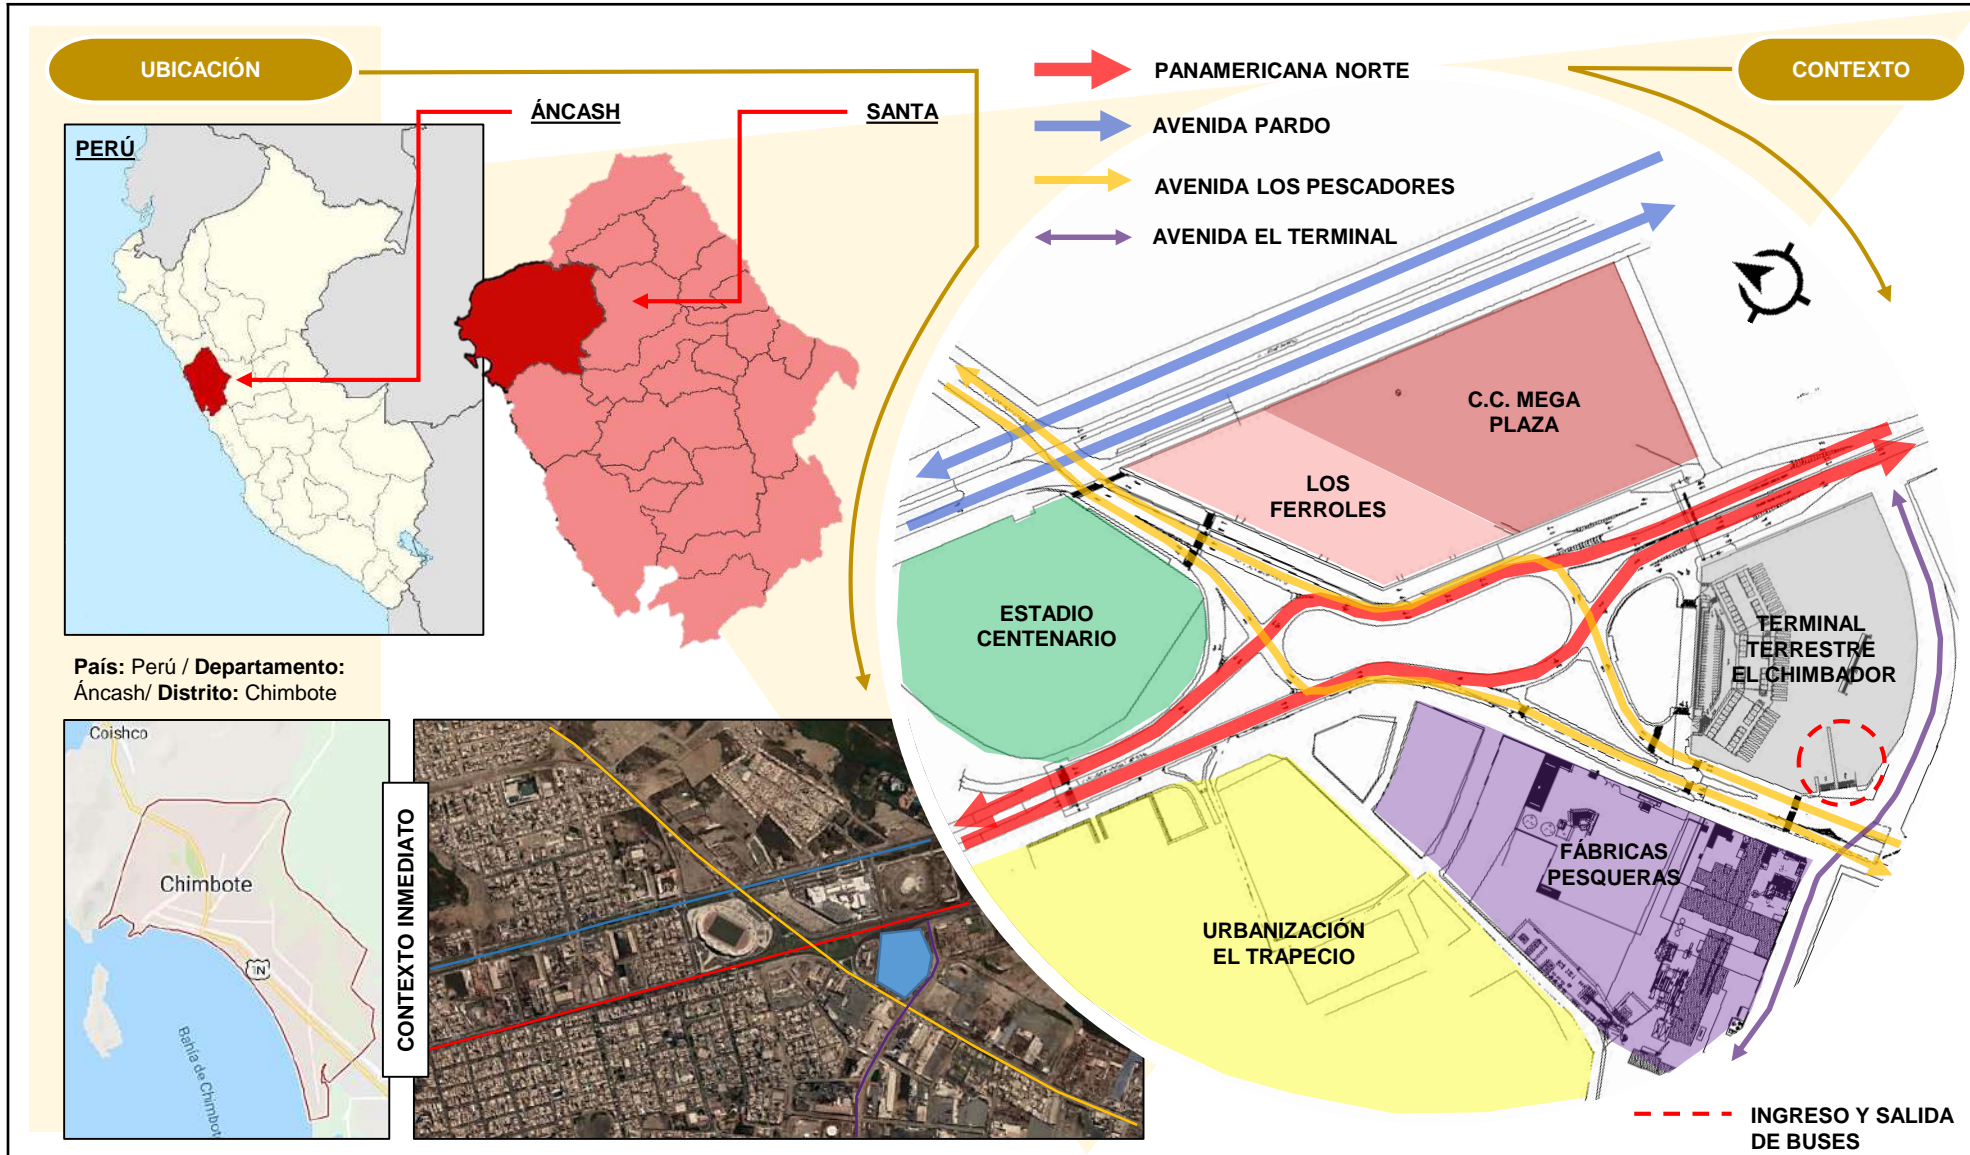 UBICACIÓN
ÁNCASH
SANTA
PERÚ
País: Perú / Departamento:
Áncash/ Distrito: Chimbote
Coishco
Chimbote
1N
Bahía de Chimbote
CONTEXTO INMEDIATO
PANAMERICANA NORTE
AVENIDA PARDO
AVENIDA LOS PESCADORES
AVENIDA EL TERMINAL
CONTEXTO
C.C. MEGA
PLAZA
LOS
FERROLES
ESTADIO
CENTENARIO
TERMINAL
TERRESTRE
EL CHIMBADOR
FÁBRICAS
PESQUERAS
URBANIZACIÓN
EL TRAPECIO
INGRESO Y SALIDA
DE BUSES